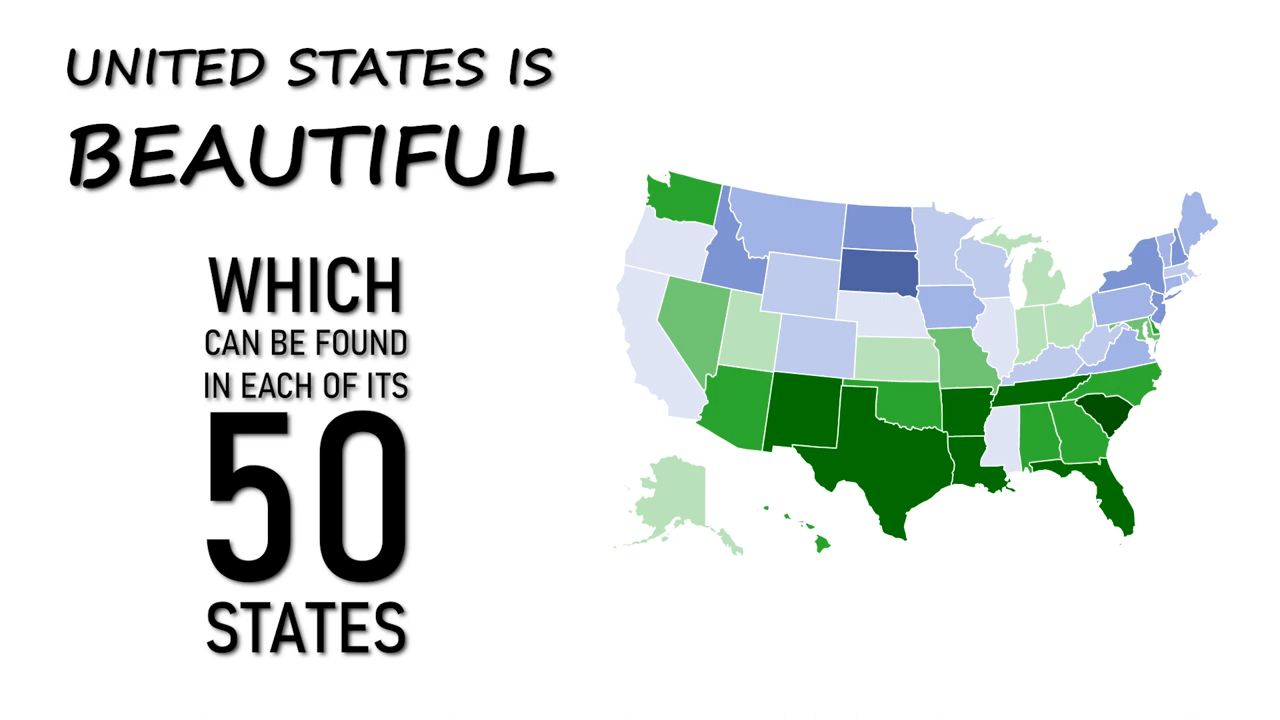 UNITED STATES IS
BEAUTIFUL
WHICH
CAN BE FOUND
IN EACH OF ITS
50
STATES